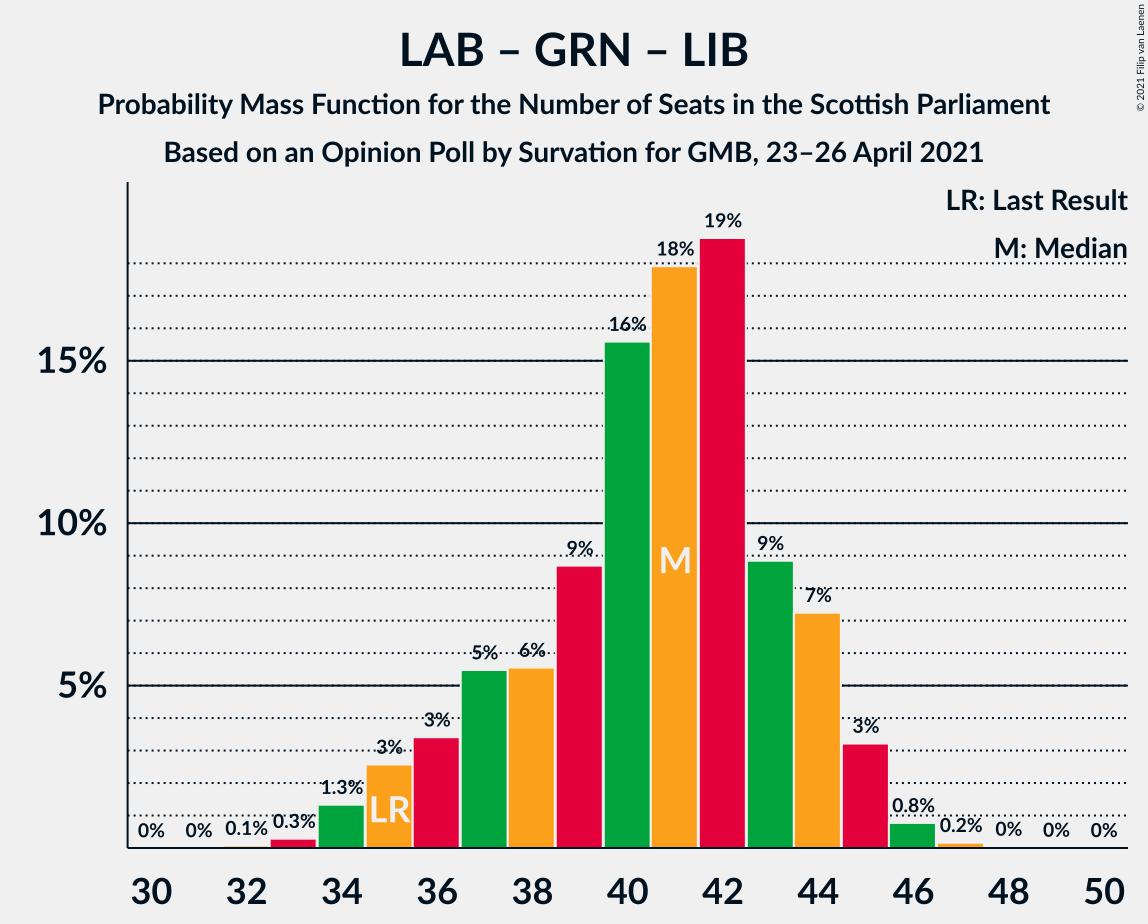 LAB – GRN – LIB
Probability Mass Function for the Number of Seats in the Scottish Parliament
Based on an Opinion Poll by Survation for GMB, 23–26 April 2021
© 2021 Filip van Laenen
LR: Last Result
M: Median
15%
10%
5%
0%
0%
0.1%
0.3%
1.3%
3%
3%
5%
6%
9%
16%
18%
19%
9%
7%
3%
0.8%
0.2%
0%
0%
0%
LR
M
30 32 34 36 38 40 42 44 46 48 50